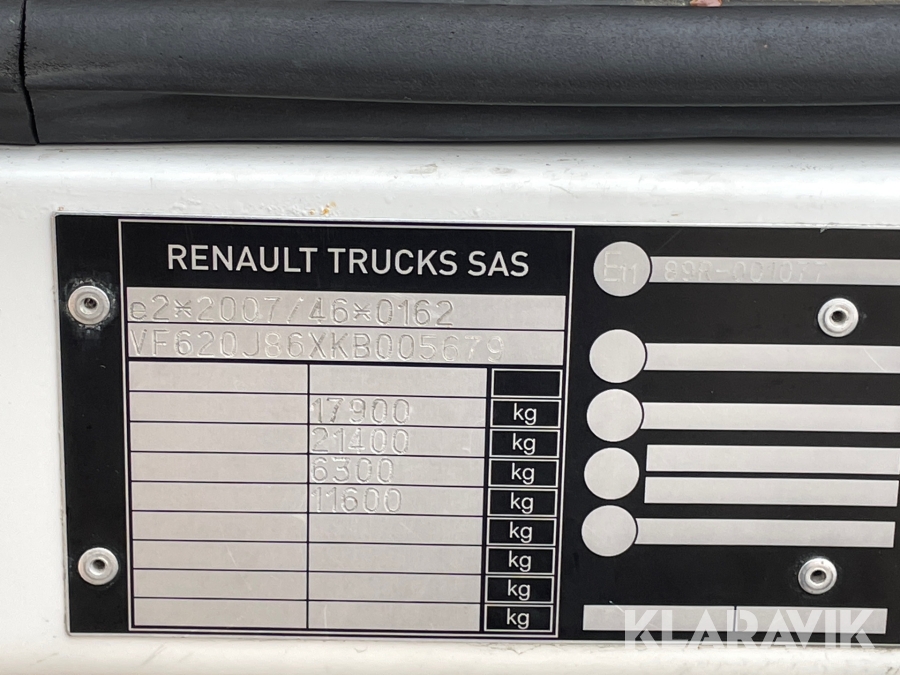 RENAULT TRUCKS SAS
e2*2007/46*0162
VF620J86XKB005679
17900 kg
21400 kg
6300 kg
11600 kg
kg
kg
kg
kg
E11
KLARAVIK